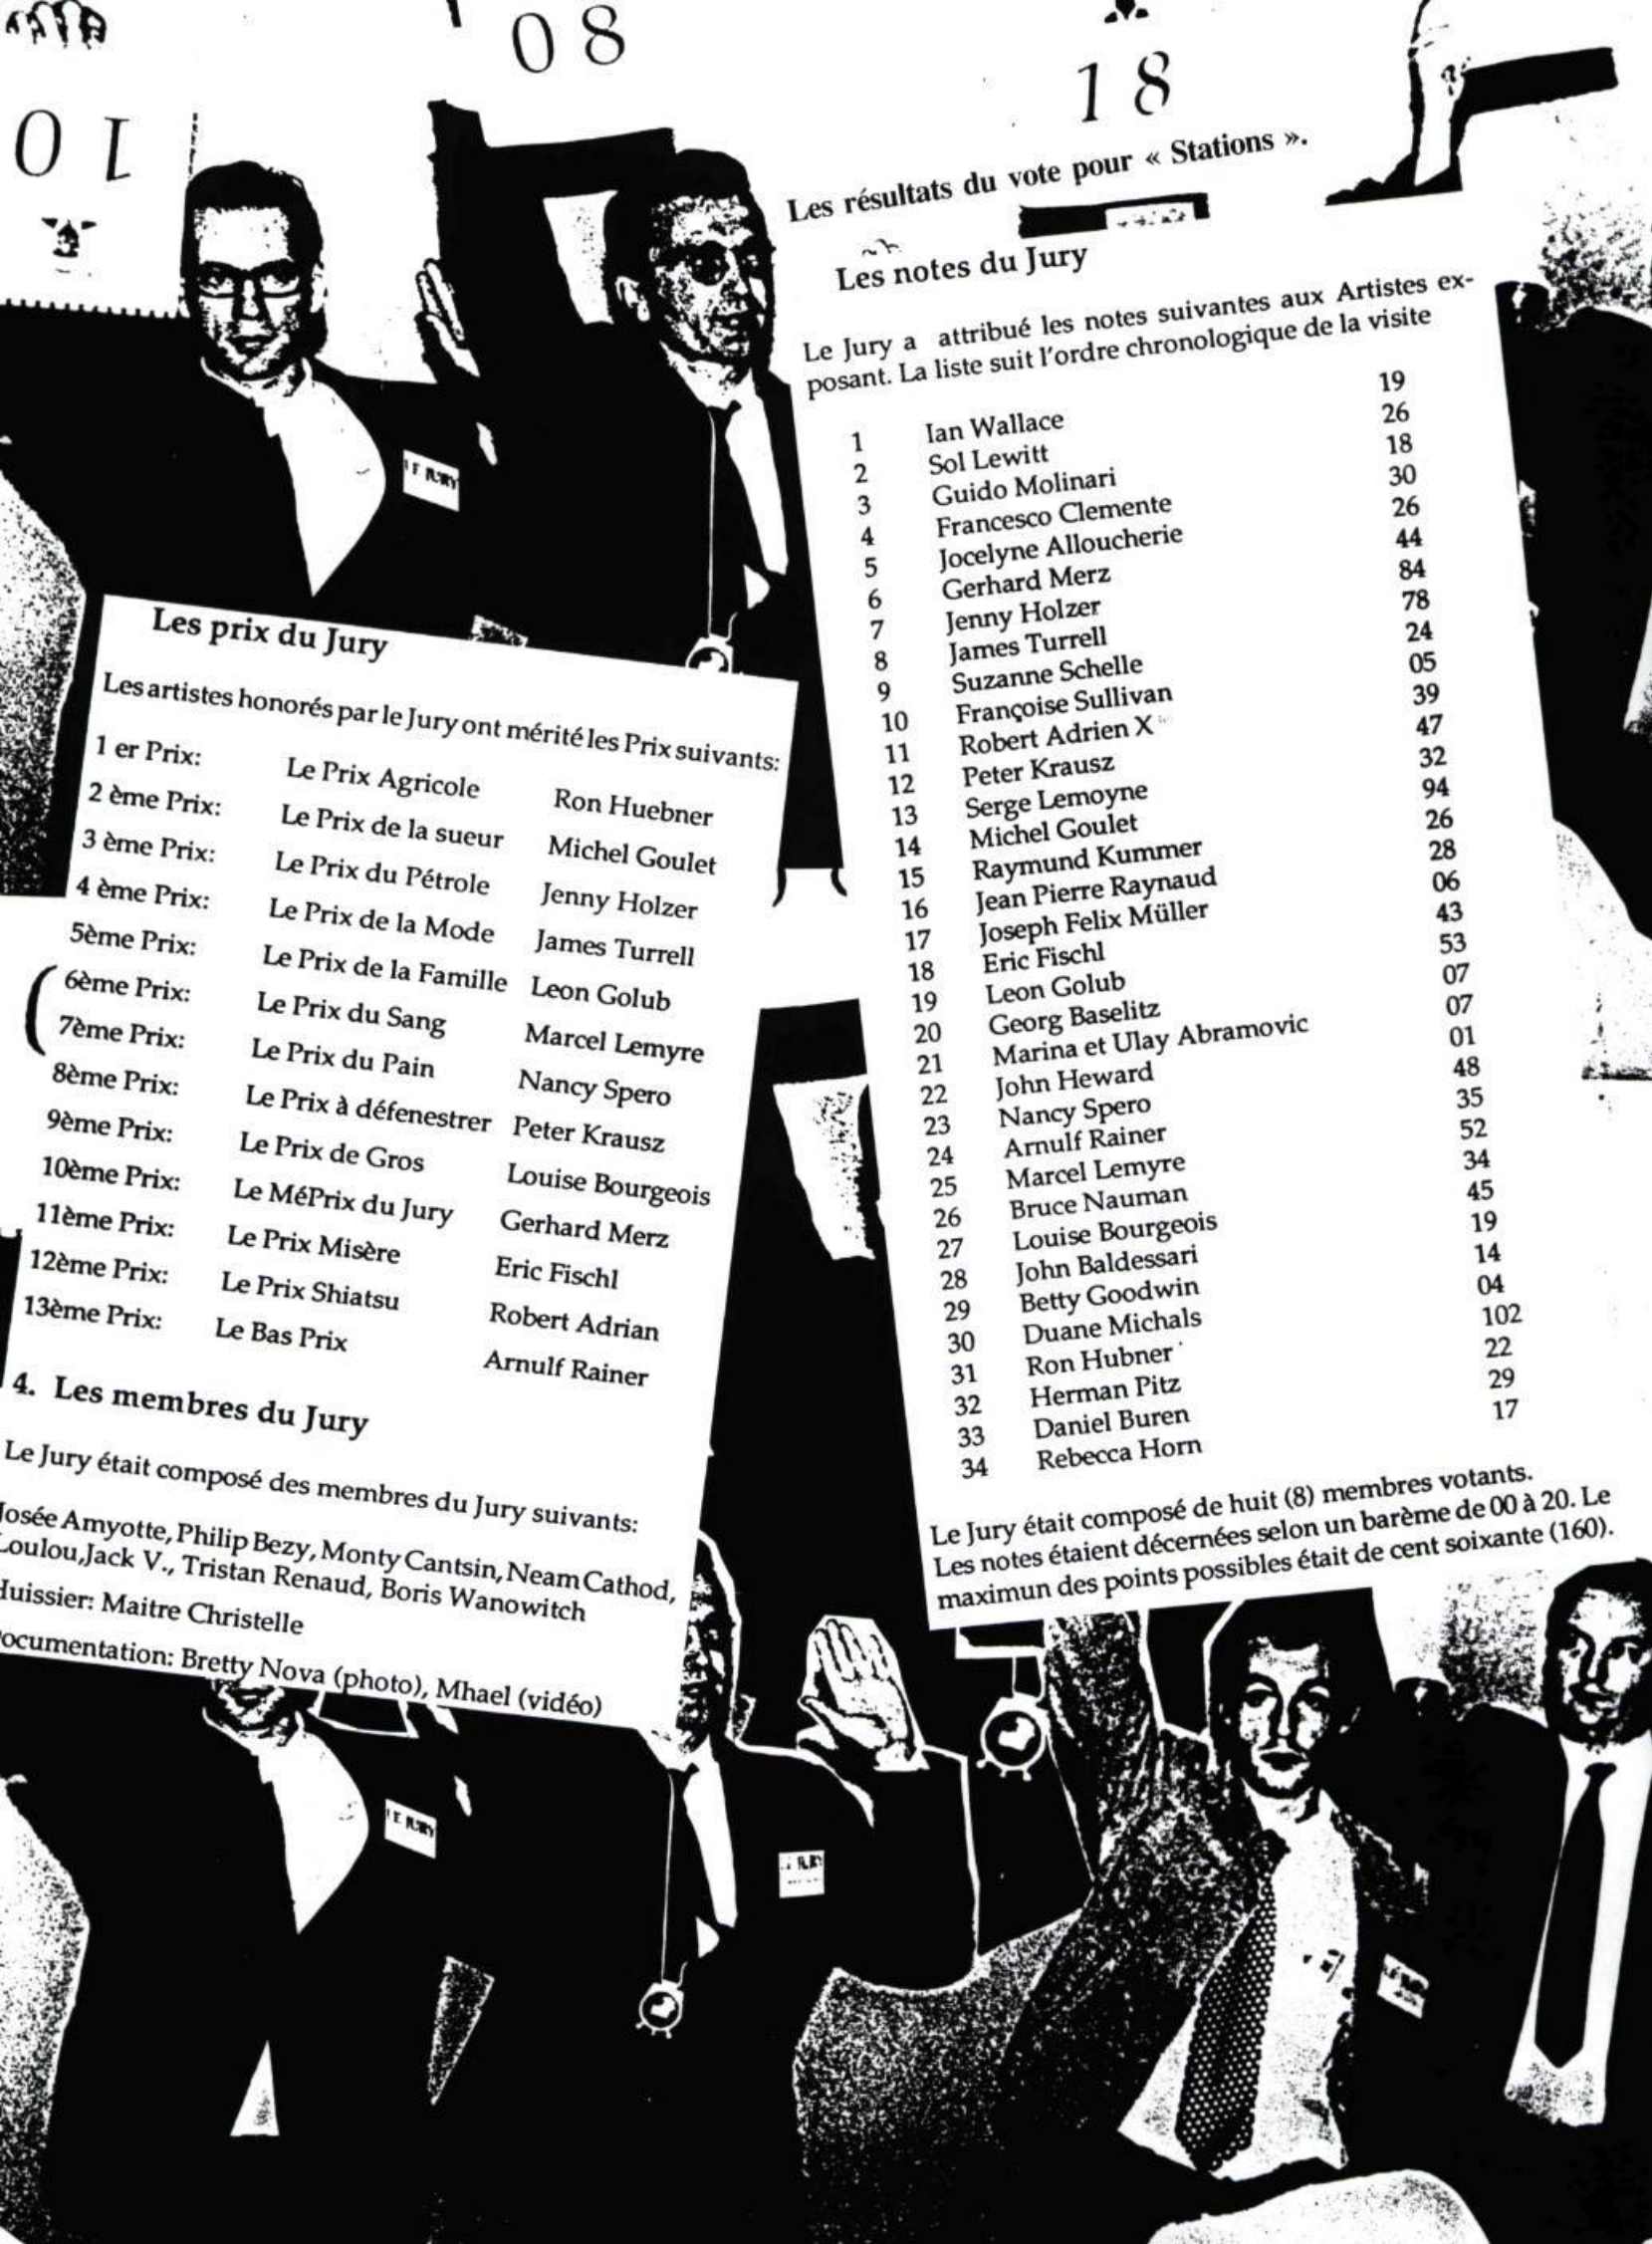 08
18
10
Les résultats du vote pour « Stations ».
Les notes du Jury
Le Jury a attribué les notes suivantes aux Artistes ex-
posant. La liste suit l'ordre chronologique de la visite
1 Ian Wallace 19
2 Sol Lewitt 26
3 Guido Molinari 18
4 Francesco Clemente 30
5 Jocelyne Alloucherie 26
6 Gerhard Merz 44
7 Jenny Holzer 84
8 James Turrell 78
9 Suzanne Schelle 24
10 Françoise Sullivan 05
11 Robert Adrien X 39
12 Peter Krausz 47
13 Serge Lemoyne 32
14 Michel Goulet 94
15 Raymund Kummer 26
16 Jean Pierre Raynaud 28
17 Joseph Felix Müller 06
18 Eric Fischl 43
19 Leon Golub 53
20 Georg Baselitz 07
21 Marina et Ulay Abramovic 07
22 John Heward 01
23 Nancy Spero 48
24 Arnulf Rainer 35
25 Marcel Lemyre 52
26 Bruce Nauman 34
27 Louise Bourgeois 45
28 John Baldessari 19
29 Betty Goodwin 14
30 Duane Michals 04
31 Ron Hubner 102
32 Herman Pitz 22
33 Daniel Buren 29
34 Rebecca Horn 17
Le Jury était composé de huit (8) membres votants.
Les notes étaient décernées selon un barème de 00 à 20. Le
maximun des points possibles était de cent soixante (160).
Les prix du Jury
Les artistes honorés par le Jury ont mérité les Prix suivants:
1 er Prix: Le Prix Agricole Ron Huebner
2 ème Prix: Le Prix de la sueur Michel Goulet
3 ème Prix: Le Prix du Pétrole Jenny Holzer
4 ème Prix: Le Prix de la Mode James Turrell
5ème Prix: Le Prix de la Famille Leon Golub
6ème Prix: Le Prix du Sang Marcel Lemyre
7ème Prix: Le Prix du Pain Nancy Spero
8ème Prix: Le Prix à défenestrer Peter Krausz
9ème Prix: Le Prix de Gros Louise Bourgeois
10ème Prix: Le MéPrix du Jury Gerhard Merz
11ème Prix: Le Prix Misère Eric Fischl
12ème Prix: Le Prix Shiatsu Robert Adrian
13ème Prix: Le Bas Prix Arnulf Rainer
4. Les membres du Jury
Le Jury était composé des membres du Jury suivants:
Josée Amyotte, Philip Bezy, Monty Cantsin, Neam Cathod,
Loulou,Jack V., Tristan Renaud, Boris Wanowitch
Huissier: Maitre Christelle
ocumentation: Bretty Nova (photo), Mhael (vidéo)